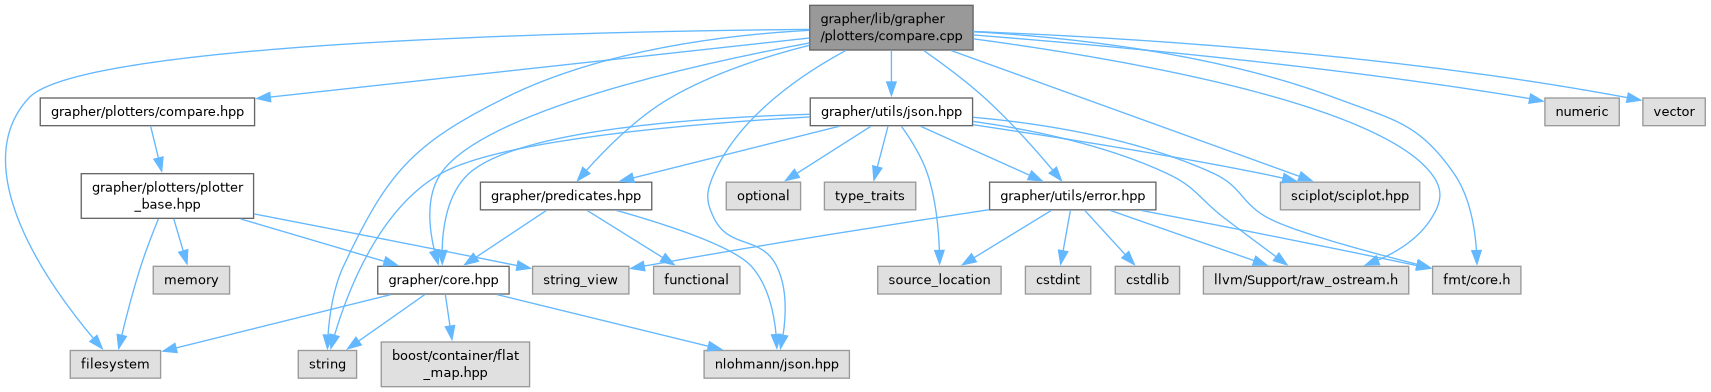 grapher/lib/grapher
/plotters/compare.cpp
grapher/plotters/compare.hpp
grapher/utils/json.hpp
numeric
vector
grapher/plotters/plotter
_base.hpp
grapher/predicates.hpp
optional
type_traits
grapher/utils/error.hpp
sciplot/sciplot.hpp
memory
grapher/core.hpp
string_view
functional
source_location
cstdint
cstdlib
llvm/Support/raw_ostream.h
fmt/core.h
filesystem
string
boost/container/flat
_map.hpp
nlohmann/json.hpp